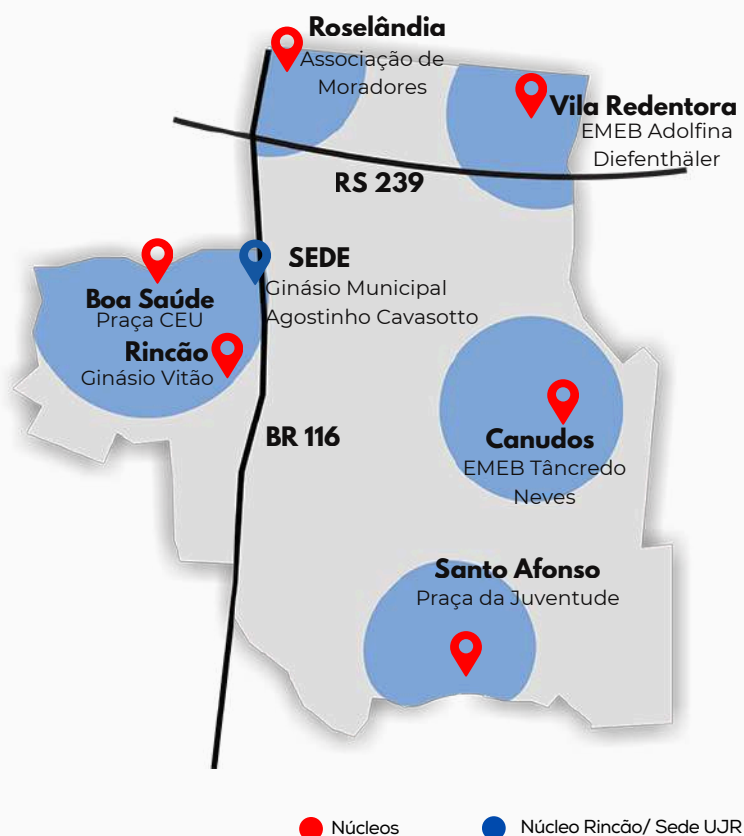 Roselândia
Associação de
Moradores
Vila Redentora
EMEB Adolfina
Diefenthäler
RS 239
SEDE
Ginásio Municipal
Agostinho Cavasotto
Boa Saúde
Praça CEU
Rincão
Ginásio Vitão
BR 116
Canudos
EMEB Tâncredo
Neves
Santo Afonso
Praça da Juventude
Núcleos
Núcleo Rincão/ Sede UJR